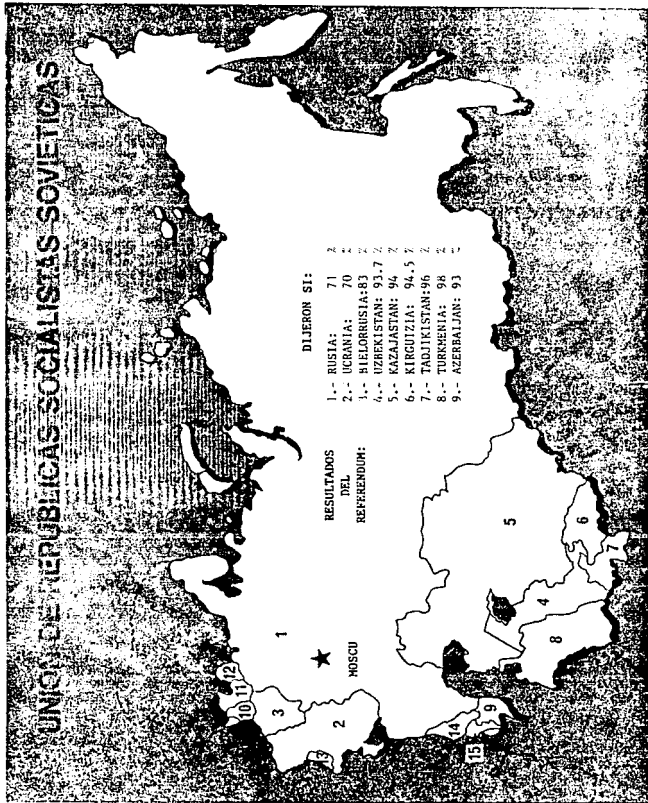 UNION DE REPUBLICAS SOCIALISTAS SOVIETICAS
RESULTADOS
DEL
REFERENDUM:
DIJERON SI:
1.- RUSIA: 71 %
2.- UCRANIA: 70 %
3.- BIELORRUSIA:83 %
4.- UZBEKISTAN: 93.7 %
5.- KAZAJASTAN: 94 %
6.- KIRGUIZIA: 94.5 %
7.- TADJIKISTAN:96 %
8.- TURKMENIA: 98 %
9.- AZERBAIJAN: 93 %
1
MOSCU
2
3
10
11
12
13
14
15
9
5
4
8
6
7